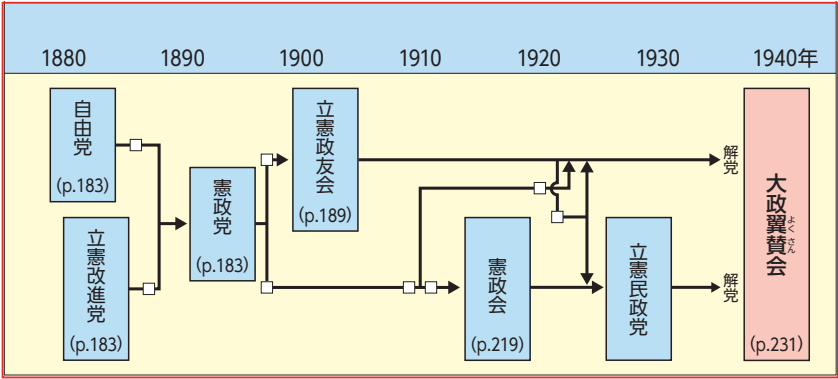 1880 1890 1900 1910 1920 1930 1940年
自由党
(p.183)
立憲改進党
(p.183)
憲政党
(p.183)
立憲政友会
(p.189)
憲政会
(p.219)
立憲民政党
解党
解党
大政翼賛会
よくさん
(p.231)